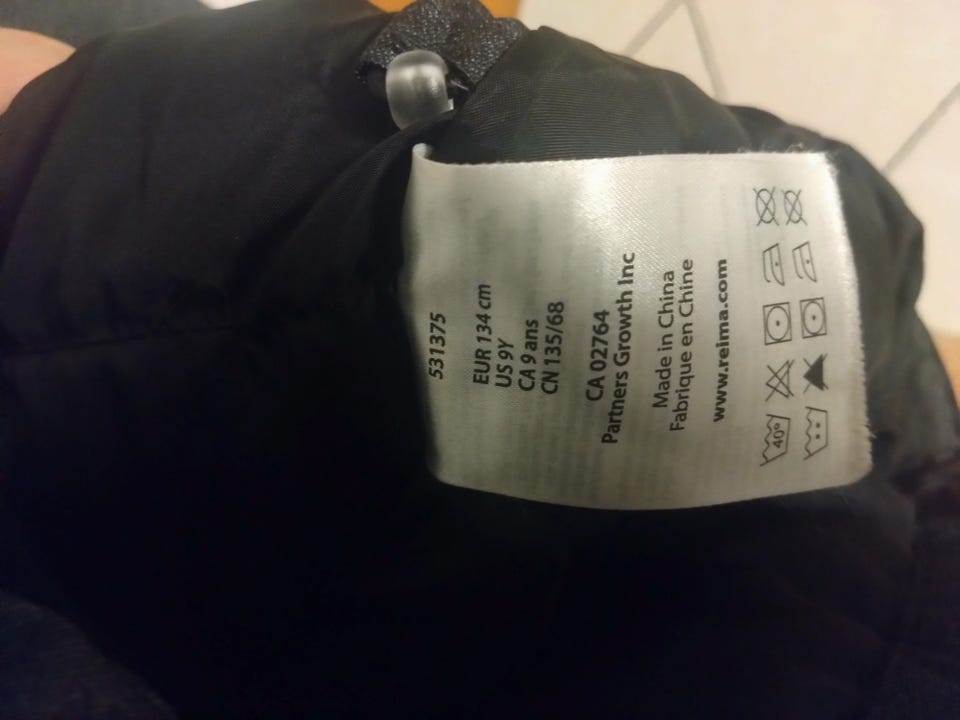 531375
EUR 134 cm
US 9Y
CA 9 ans
CN 135/68
CA 02764
Partners Growth Inc
Made in China
Fabrique en Chine
www.reima.com
40°